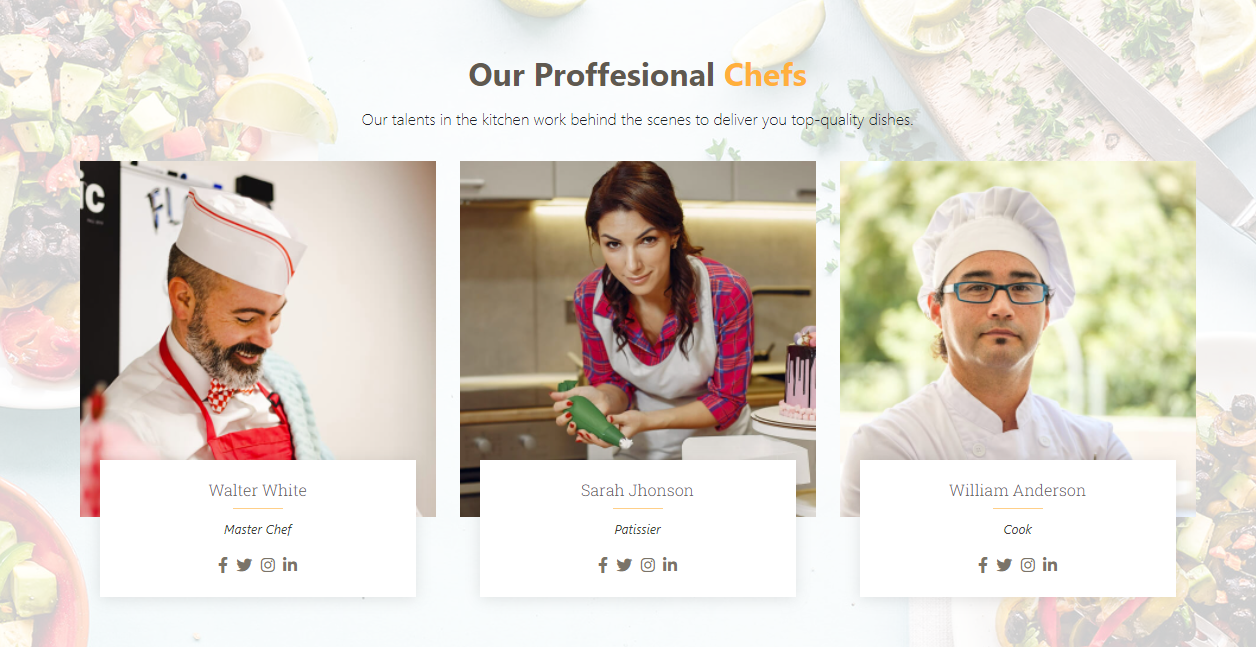 Our Proffesional Chefs
Our talents in the kitchen work behind the scenes to deliver you top-quality dishes.
FL
Walter White
Master Chef
Sarah Jhonson
Patissier
William Anderson
Cook